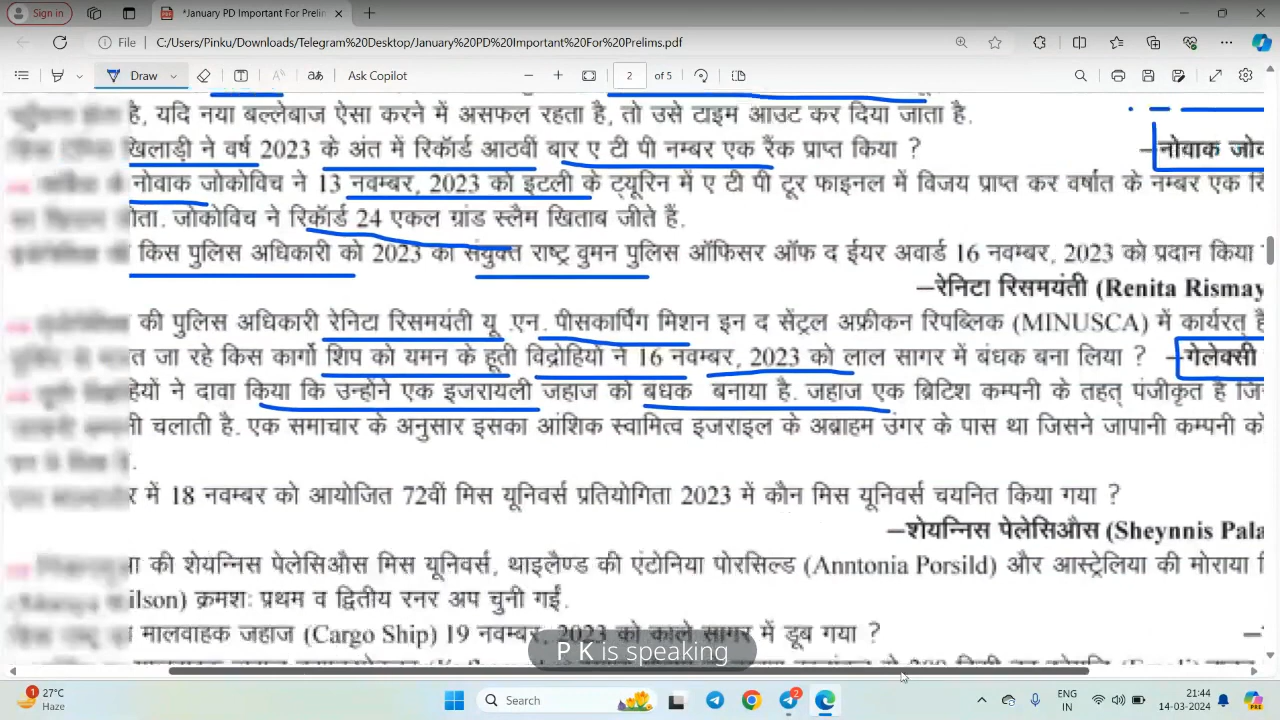 Sign in
*January PD Important For Prelin
File C:/Users/Pinku/Downloads/Telegram%20Desktop/January%20PD%20Important%20For%20Prelims.pdf
Draw Ask Copilot 2 of 5
है, यदि नया बल्लेबाज ऐसा करने में असफल रहता है, तो उसे टाइम आउट कर दिया जाता है.
खिलाड़ी ने वर्ष 2023 के अंत में रिकॉर्ड आठवीं बार ए टी पी नम्बर एक रैंक प्राप्त किया ? –नोवाक जोक
नोवाक जोकोविच ने 13 नवम्बर, 2023 को इटली के ट्यूरिन में ए टी पी टूर फाइनल में विजय प्राप्त कर वर्षांत के नम्बर एक
जोकोविच ने रिकॉर्ड 24 एकल ग्रांड स्लैम खिताब जीते हैं.
किस पुलिस अधिकारी को 2023 का संयुक्त राष्ट्र वुमन पुलिस ऑफिसर ऑफ द ईयर अवार्ड 16 नवम्बर, 2023 को प्रदान किया
–रेनिटा रिसमयंती (Renita Rismay
की पुलिस अधिकारी रेनिटा रिसमयंती यू .एन. पीसकार्पिंग मिशन इन द सेंट्रल अफ्रीकन रिपब्लिक (MINUSCA) में कार्यरत है
त जा रहे किस कार्गो शिप को यमन के हूती विद्रोहियो ने 16 नवम्बर, 2023 को लाल सागर में बंधक बना लिया ? –गेलेक्सी
हियो ने दावा किया कि उन्होंने एक इजरायली जहाज को बधक बनाया है. जहाज एक ब्रिटिश कम्पनी के तहत् पंजीकृत है जि
नी चलाती है. एक समाचार के अनुसार इसका आंशिक स्वामित्व इजराइल के अब्राहम उंगर के पास था जिसने जापानी कम्पनी को
र में 18 नवम्बर को आयोजित 72वीं मिस यूनिवर्स प्रतियोगिता 2023 में कौन मिस यूनिवर्स चयनित किया गया ?
–शेयन्निस पेलेसिऔस (Sheynnis Pala
की शेयन्निस पेलेसिऔस मिस यूनिवर्स, थाइलैण्ड की एंटोनिया पोरसिल्ड (Anntonia Porsild) और आस्ट्रेलिया की मोराया
ilson) क्रमशः प्रथम व द्वितीय रनर अप चुनी गईं.
मालवाहक जहाज (Cargo Ship) 19 नवम्बर, 2023 को काले सागर में डूब गया ?
P K is speaking
27°C
Haze
Search
ENG
IN
21:44
14-03-2024